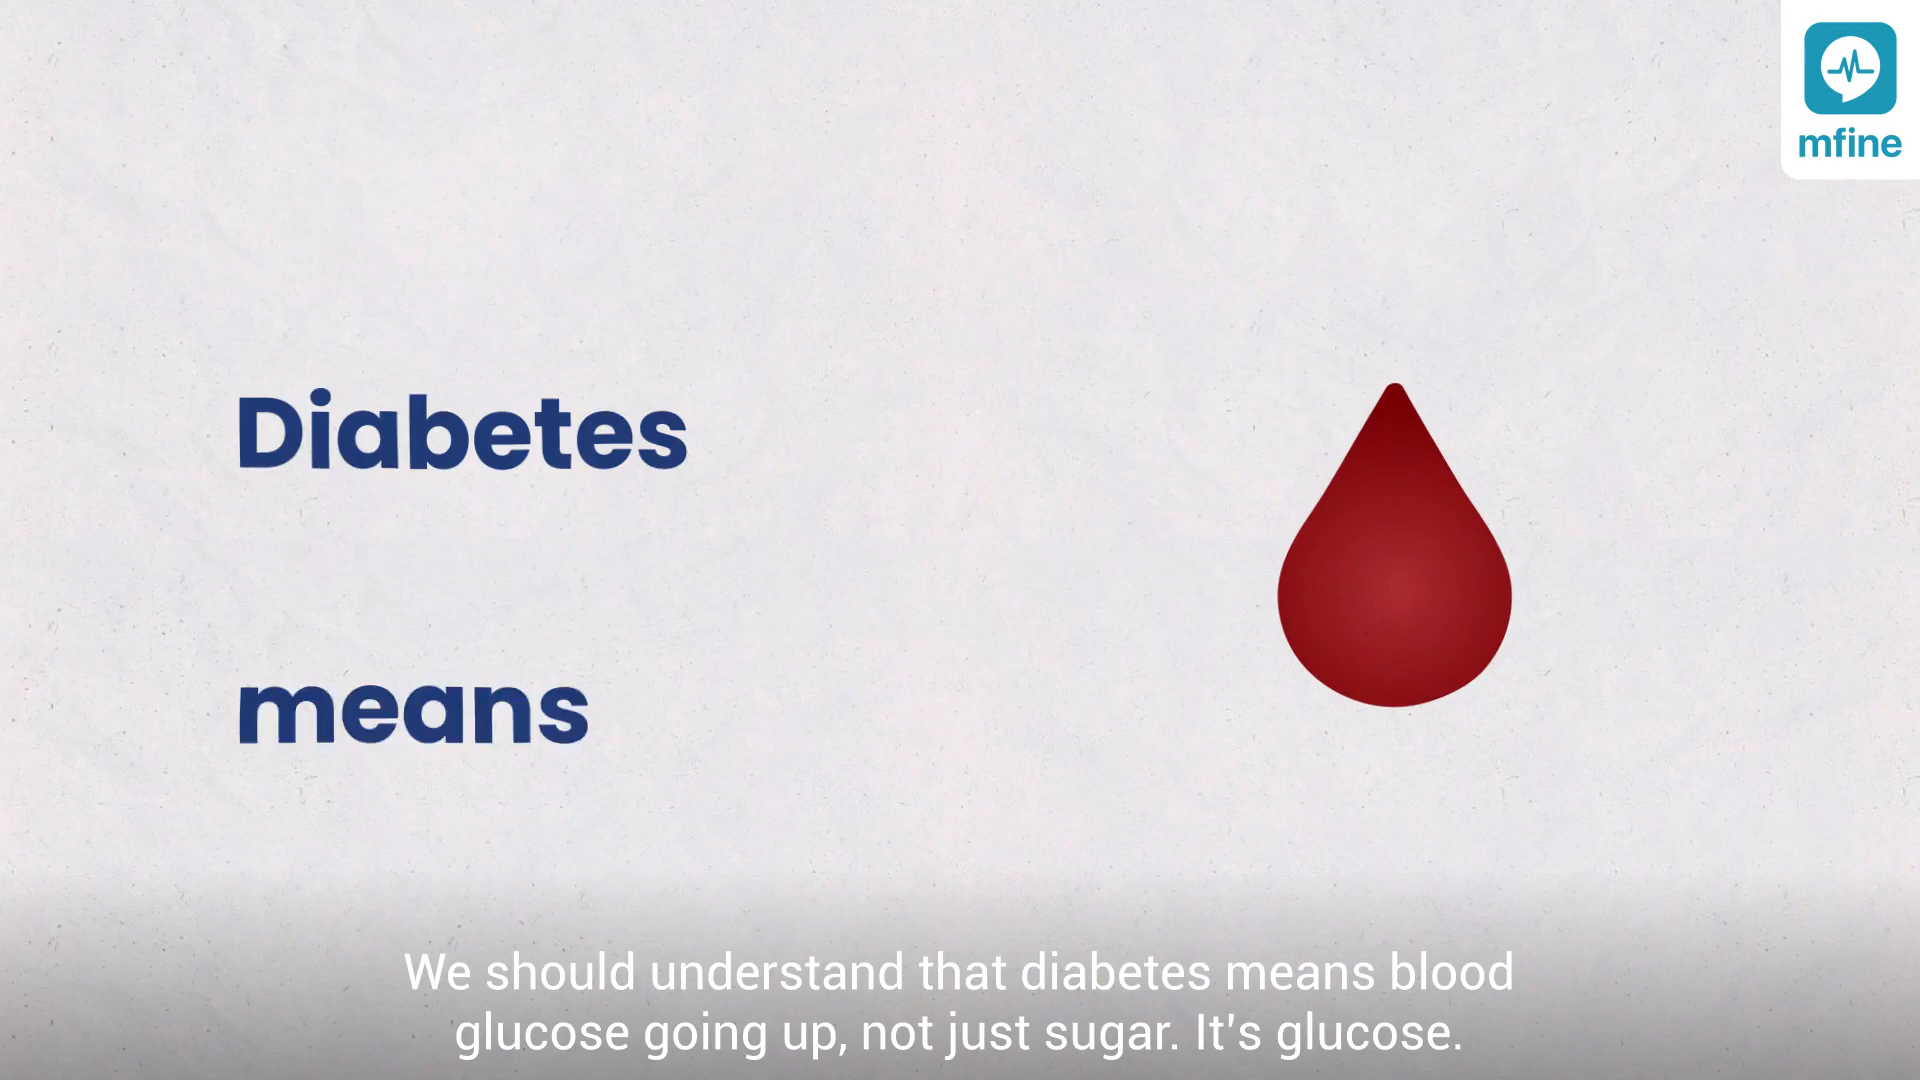 mfine
Diabetes
means
We should understand that diabetes means blood
glucose going up, not just sugar. It's glucose.